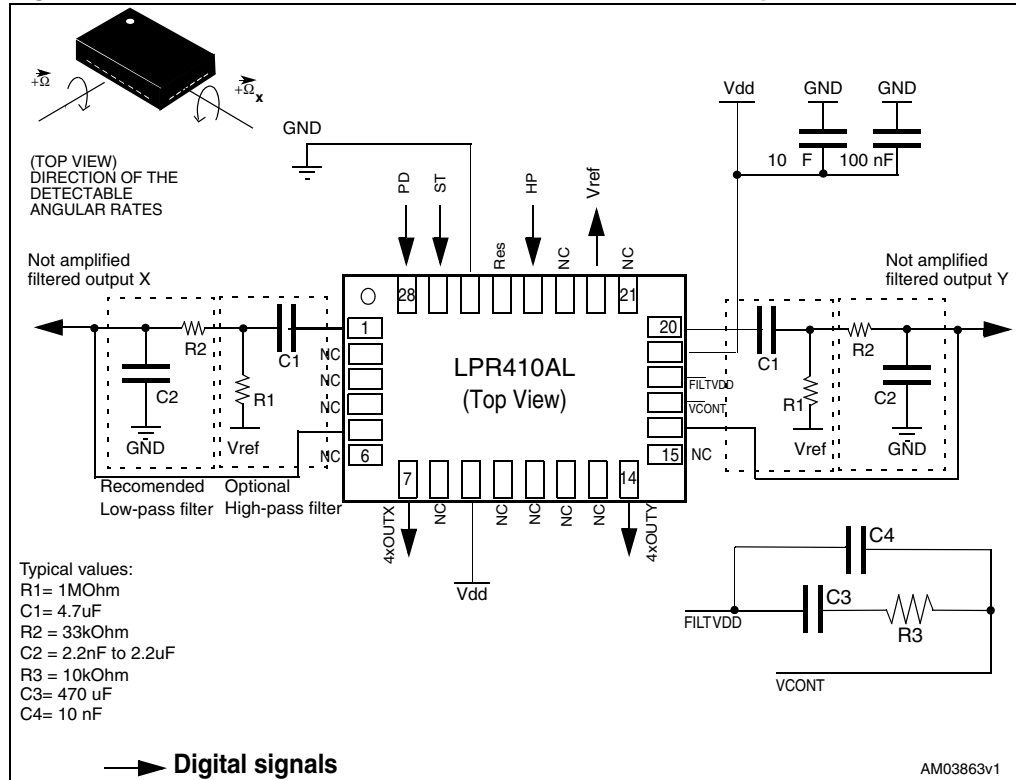 +Ω
+Ω x
(TOP VIEW)
DIRECTION OF THE
DETECTABLE
ANGULAR RATES
GND
Vdd
GND
GND
10 F
100 nF
PD
ST
Res
HP
NC
Vref
NC
Not amplified
filtered output X
Not amplified
filtered output Y
28
21
1
20
R2
C1
C2
R1
GND
Vref
NC
NC
NC
NC
6
LPR410AL
(Top View)
FILTVDD
VCONT
15
NC
C1
R2
R1
C2
Vref
GND
7
14
Recomended
Low-pass filter
Optional
High-pass filter
4xOUTX
NC
Vdd
NC
NC
NC
NC
4xOUTY
Typical values:
R1= 1MOhm
C1= 4.7uF
R2 = 33kOhm
C2 = 2.2nF to 2.2uF
R3 = 10kOhm
C3= 470 uF
C4= 10 nF
C4
C3
R3
FILTVDD
VCONT
Digital signals
AM03863v1